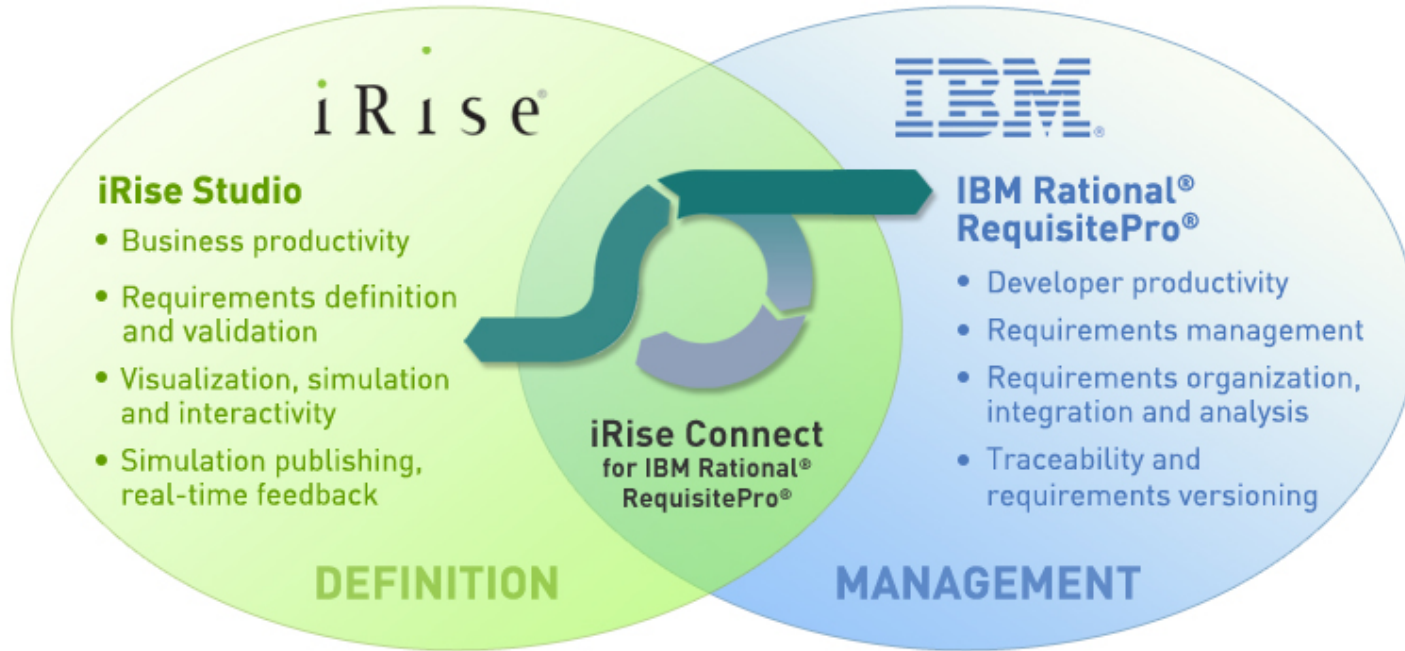 iRise®
iRise Studio
• Business productivity
• Requirements definition
and validation
• Visualization, simulation
and interactivity
• Simulation publishing,
real-time feedback
DEFINITION
iRise Connect
for IBM Rational®
RequisitePro®
IBM®
IBM Rational®
RequisitePro®
• Developer productivity
• Requirements management
• Requirements organization,
integration and analysis
• Traceability and
requirements versioning
MANAGEMENT